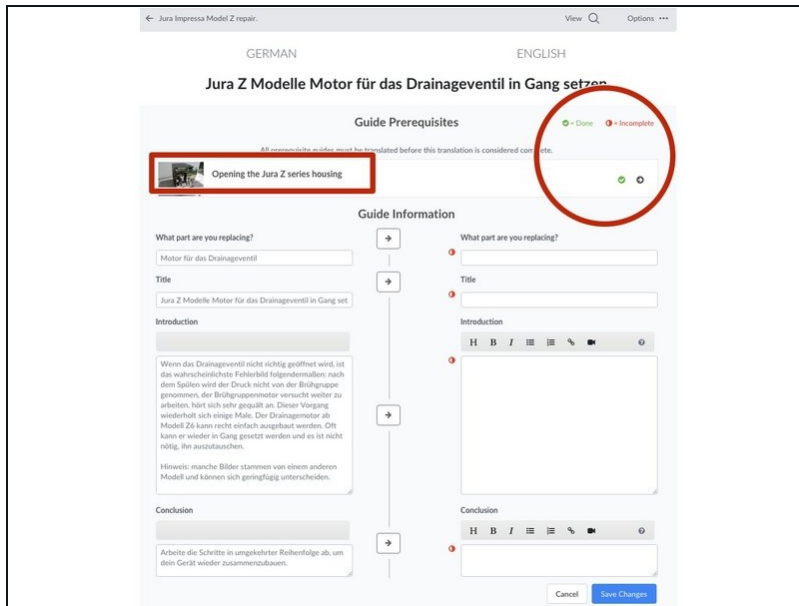 ← Jura Impressa Model Z repair. View Options •••
GERMAN ENGLISH
Jura Z Modelle Motor für das Drainageventil in Gang setzen
Guide Prerequisites
= Done = Incomplete
All prerequisite guides must be translated before this translation is considered complete.
Opening the Jura Z series housing
Guide Information
What part are you replacing? What part are you replacing?
Motor für das Drainageventil
Title Title
Jura Z Modelle Motor für das Drainageventil in Gang set
Introduction Introduction
H B I
Wenn das Drainageventil nicht richtig geöffnet wird, ist
das wahrscheinlichste Fehlerbild folgendermaßen: nach
dem Spülen wird der Druck nicht von der Brühgruppe
genommen, der Brühgruppenmotor versucht weiter zu
arbeiten, hört sich sehr gequält an. Dieser Vorgang
wiederholt sich einige Male. Der Drainagemotor ab
Modell Z6 kann recht einfach ausgebaut werden. Oft
kann er wieder in Gang gesetzt werden und es ist nicht
nötig, ihn auszutauschen.
Hinweis: manche Bilder stammen von einem anderen
Modell und können sich geringfügig unterscheiden.
Conclusion Conclusion
H B I
Arbeite die Schritte in umgekehrter Reihenfolge ab, um
dein Gerät wieder zusammenzubauen.
Cancel Save Changes